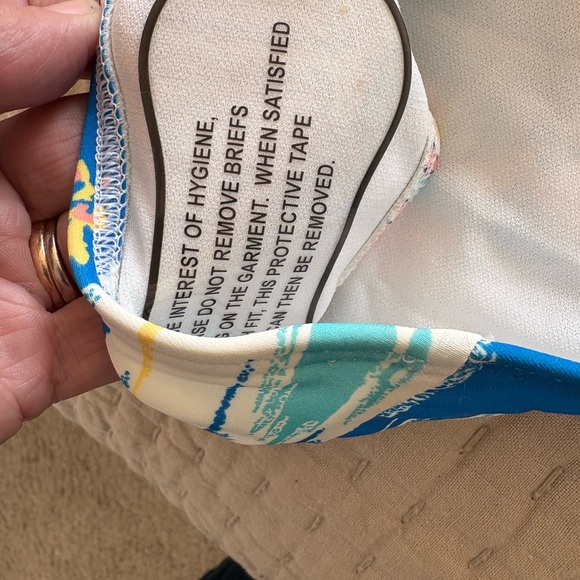 INTEREST OF HYGIENE,
DO NOT REMOVE BRIEFS
ON THE GARMENT. WHEN SATISFIED
FIT, THIS PROTECTIVE TAPE
THEN BE REMOVED.